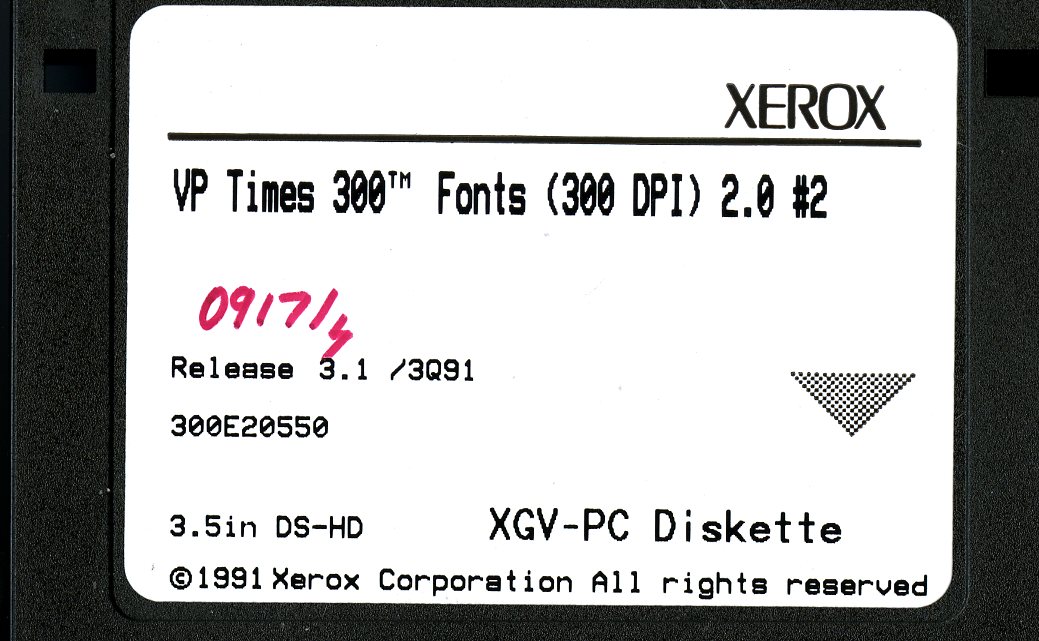 XEROX
VP Times 300™ Fonts (300 DPI) 2.0 #2
0917/4
Release 3.1 /3Q91
300E20550
3.5in DS-HD XGV-PC Diskette
©1991 Xerox Corporation All rights reserved